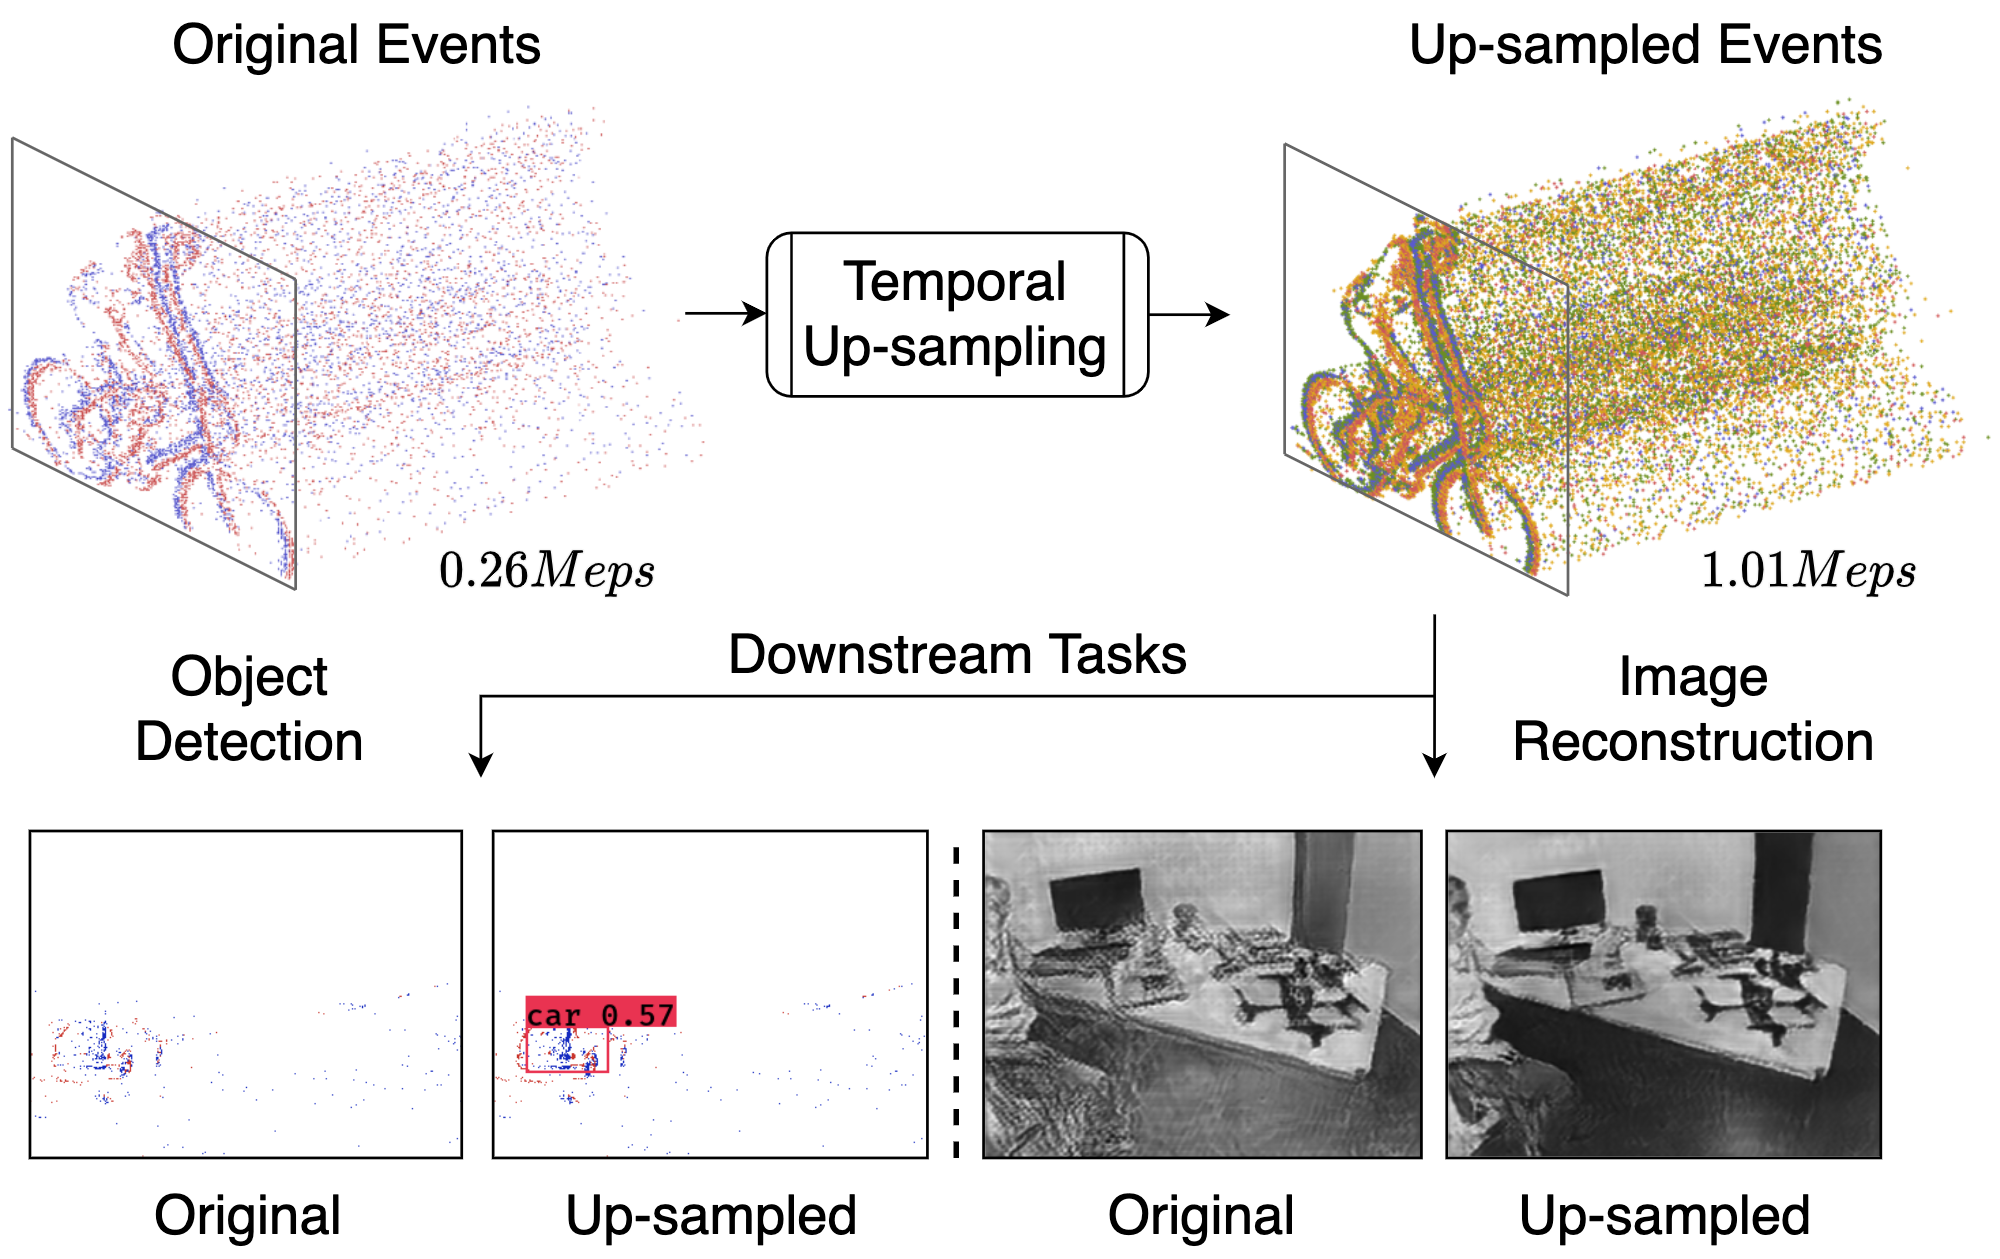 Original Events
Up-sampled Events
Temporal
Up-sampling
0.26Meps
1.01Meps
Downstream Tasks
Object
Detection
Image
Reconstruction
car 0.57
Original
Up-sampled
Original
Up-sampled